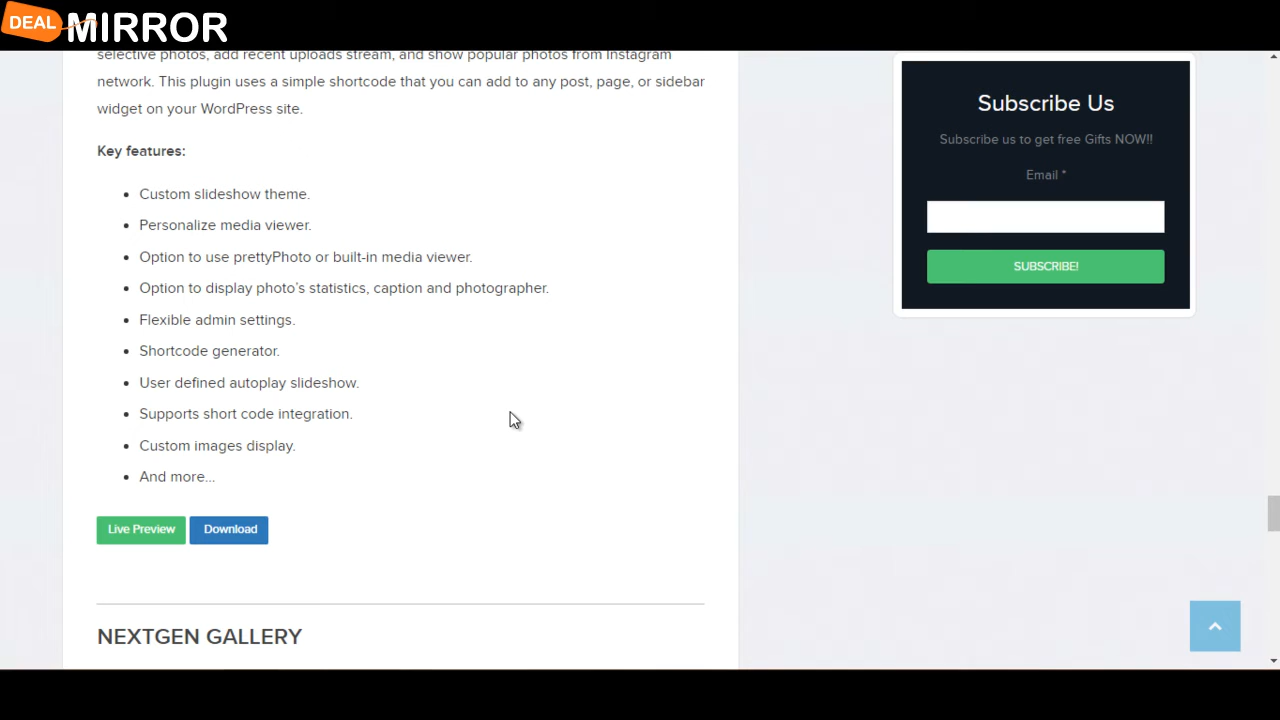 DEAL MIRROR
selective photos, add recent uploads stream, and show popular photos from Instagram
network. This plugin uses a simple shortcode that you can add to any post, page, or sidebar
widget on your WordPress site.
Key features:
• Custom slideshow theme.
• Personalize media viewer.
• Option to use prettyPhoto or built-in media viewer.
• Option to display photo’s statistics, caption and photographer.
• Flexible admin settings.
• Shortcode generator.
• User defined autoplay slideshow.
• Supports short code integration.
• Custom images display.
• And more...
Live Preview Download
NEXTGEN GALLERY
Subscribe Us
Subscribe us to get free Gifts NOW!!
Email *
SUBSCRIBE!